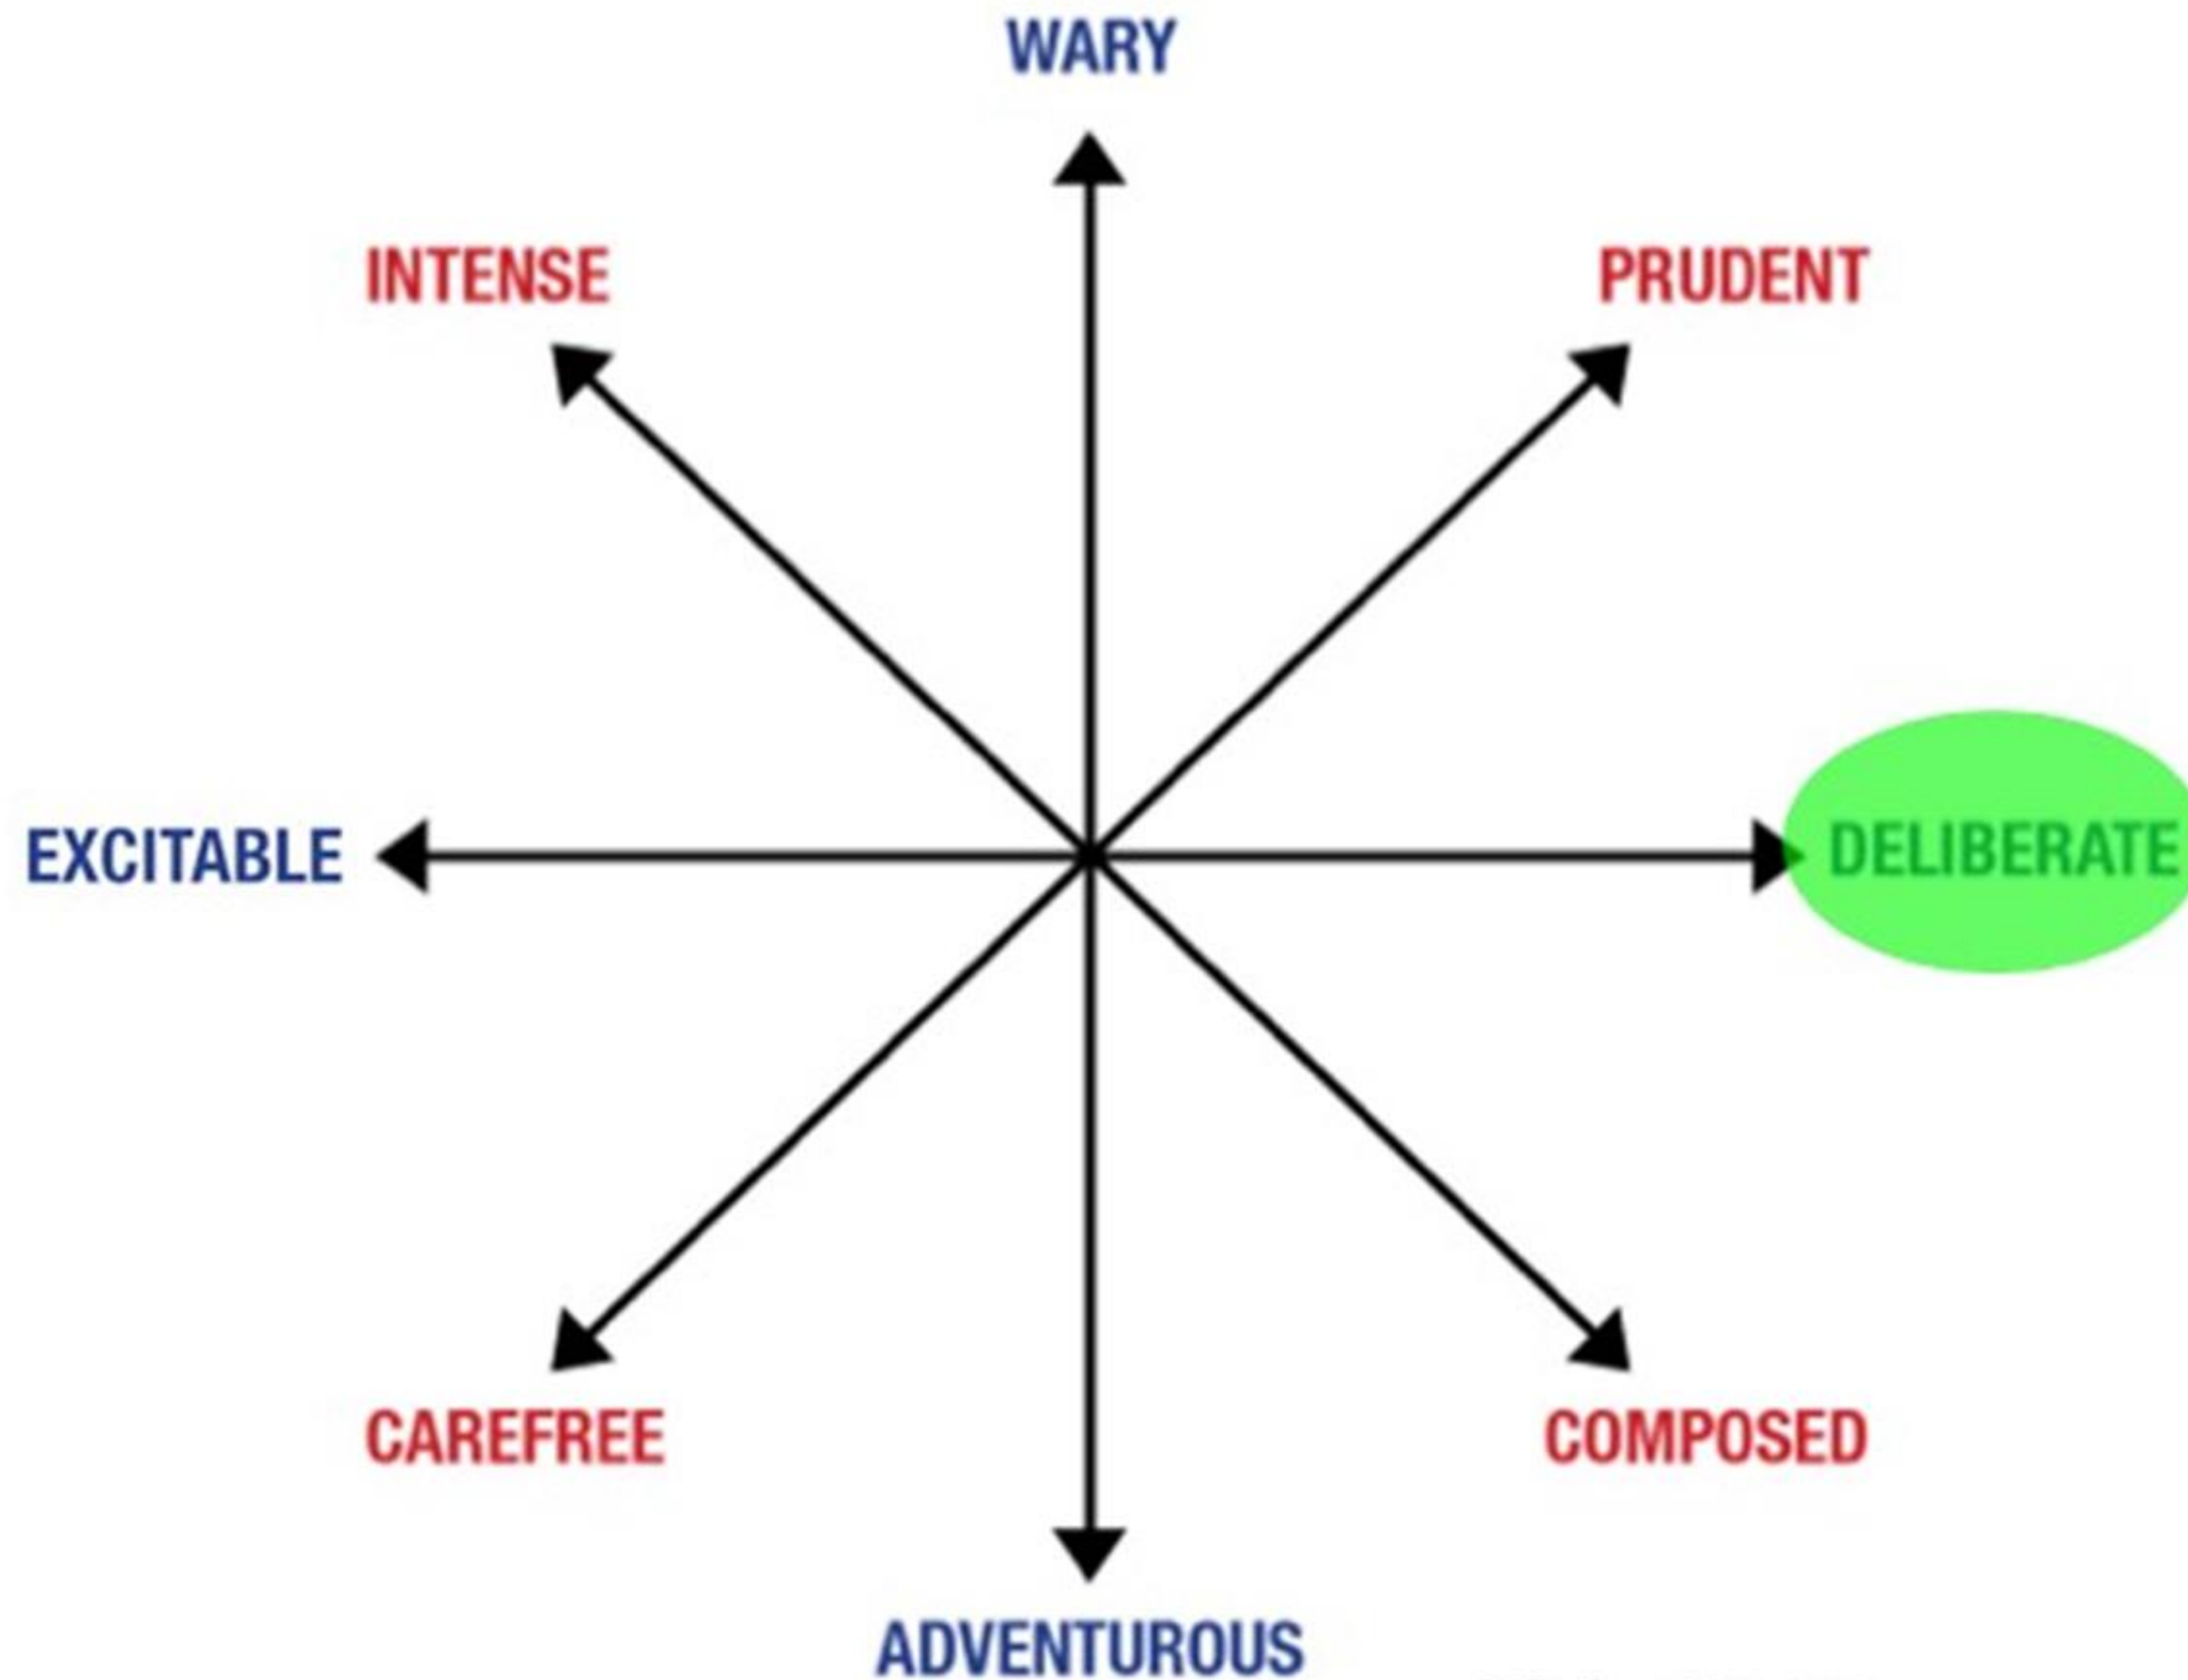 WARY
INTENSE
PRUDENT
EXCITABLE
DELIBERATE
CAREFREE
COMPOSED
ADVENTUROUS